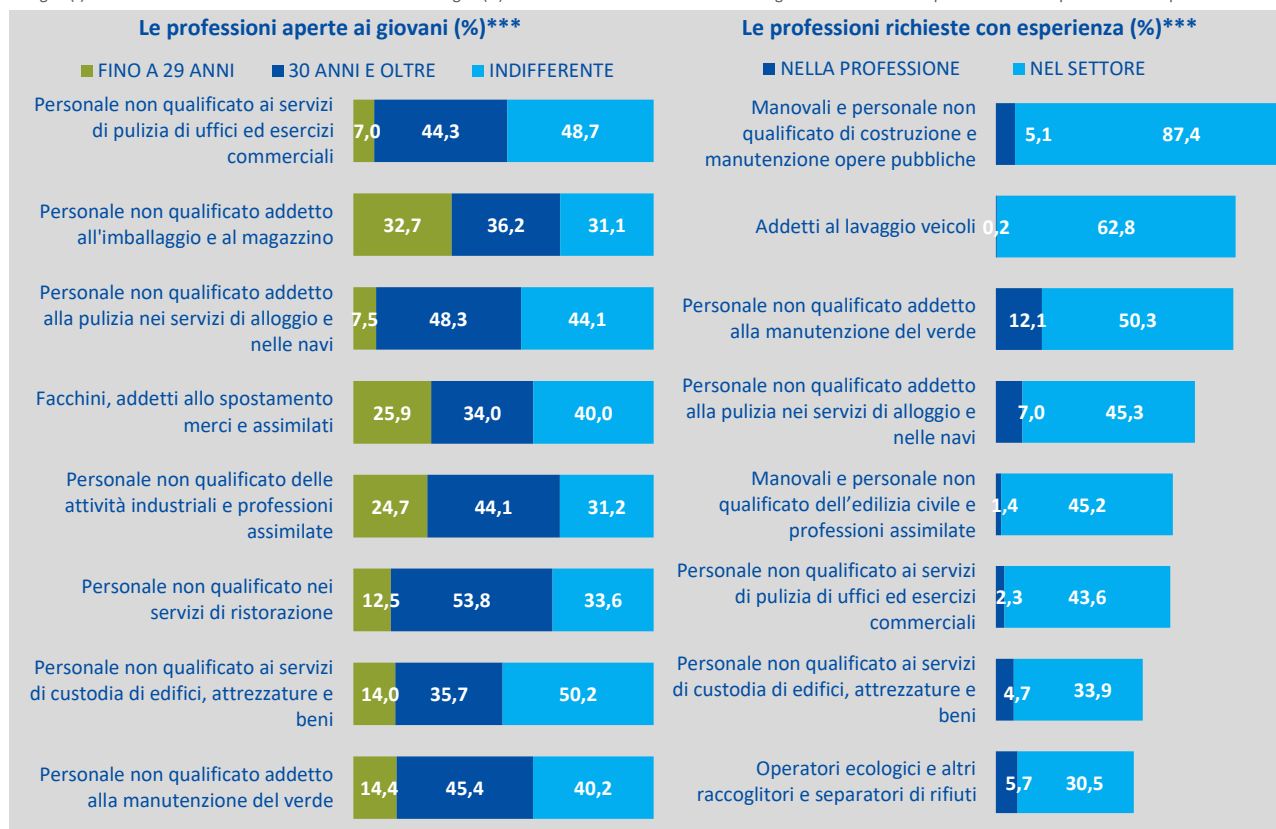 Le professioni aperte ai giovani (%)***
FINO A 29 ANNI 30 ANNI E OLTRE INDIFFERENTE
Personale non qualificato ai servizi
di pulizia di uffici ed esercizi
commerciali
7,0 44,3 48,7
Personale non qualificato addetto
all'imballaggio e al magazzino
32,7 36,2 31,1
Personale non qualificato addetto
alla pulizia nei servizi di alloggio e
nelle navi
7,5 48,3 44,1
Facchini, addetti allo spostamento
merci e assimilati
25,9 34,0 40,0
Personale non qualificato delle
attività industriali e professioni
assimilate
24,7 44,1 31,2
Personale non qualificato nei
servizi di ristorazione
12,5 53,8 33,6
Personale non qualificato ai servizi
di custodia di edifici, attrezzature e
beni
14,0 35,7 50,2
Personale non qualificato addetto
alla manutenzione del verde
14,4 45,4 40,2
Le professioni richieste con esperienza (%)***
NELLA PROFESSIONE NEL SETTORE
Manovali e personale non
qualificato di costruzione e
manutenzione opere pubbliche
5,1 87,4
Addetti al lavaggio veicoli
0,2 62,8
Personale non qualificato addetto
alla manutenzione del verde
12,1 50,3
Personale non qualificato addetto
alla pulizia nei servizi di alloggio e
nelle navi
7,0 45,3
Manovali e personale non
qualificato dell’edilizia civile e
professioni assimilate
1,4 45,2
Personale non qualificato ai servizi
di pulizia di uffici ed esercizi
commerciali
2,3 43,6
Personale non qualificato ai servizi
di custodia di edifici, attrezzature e
beni
4,7 33,9
Operatori ecologici e altri
raccoglitori e separatori di rifiuti
5,7 30,5